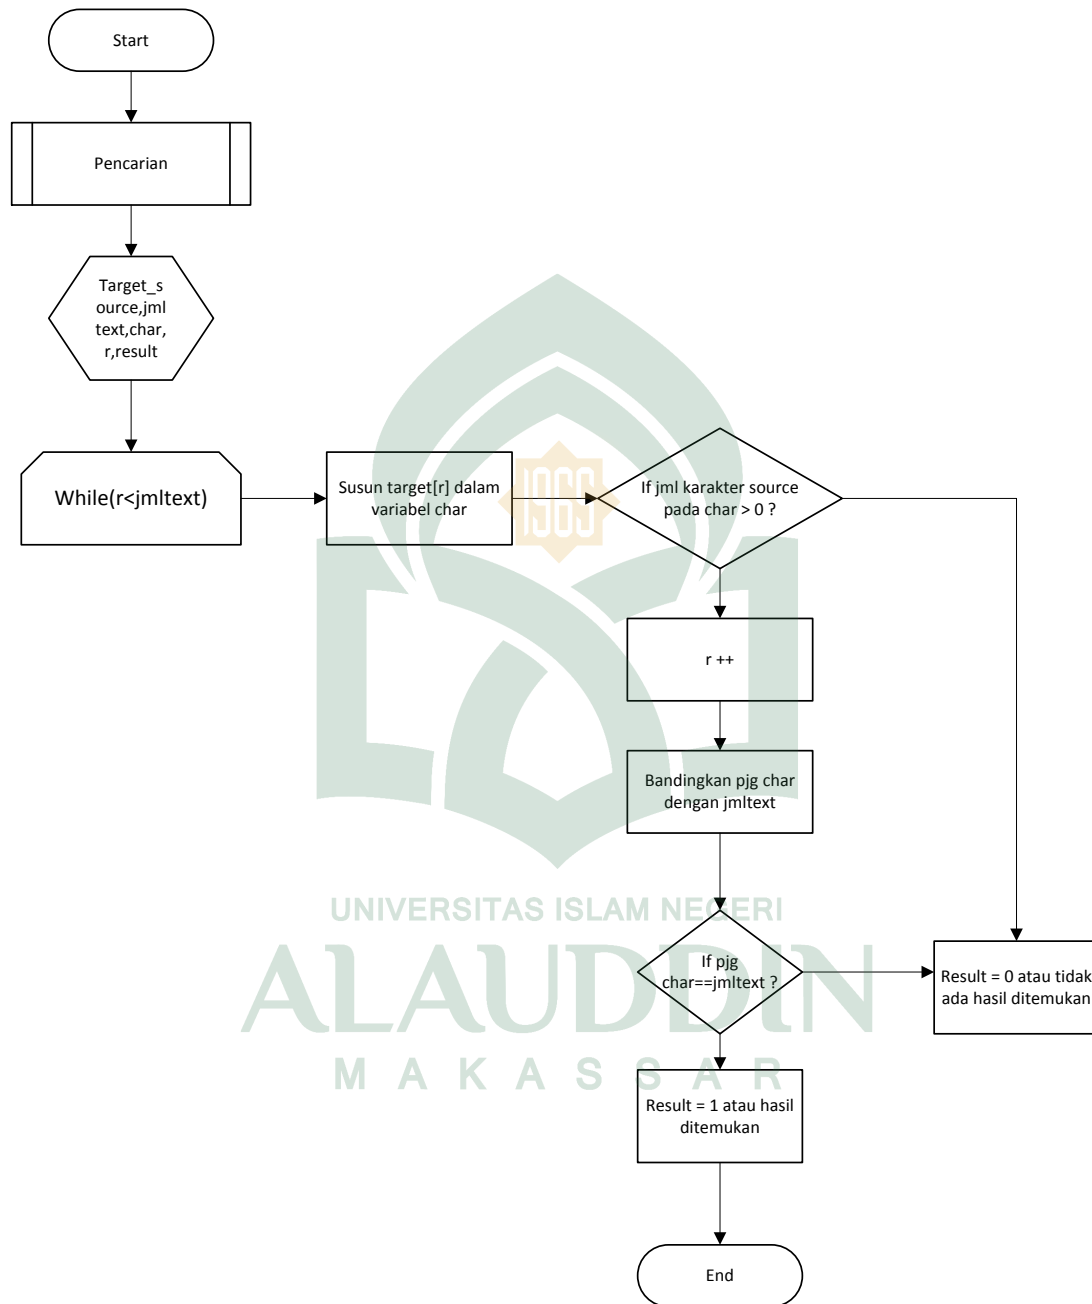 Start
Pencarian
Target_s
ource,jml
text,char,
r,result
While(r<jmltext)
Susun target[r] dalam
variabel char
If jml karakter source
pada char > 0 ?
1969
r ++
Bandingkan pjg char
dengan jmltext
UNIVERSITAS ISLAM NEGERI
ALAUDDIN
MAKASSAR
If pjg
char==jmltext ?
Result = 0 atau tidak
ada hasil ditemukan
Result = 1 atau hasil
ditemukan
End